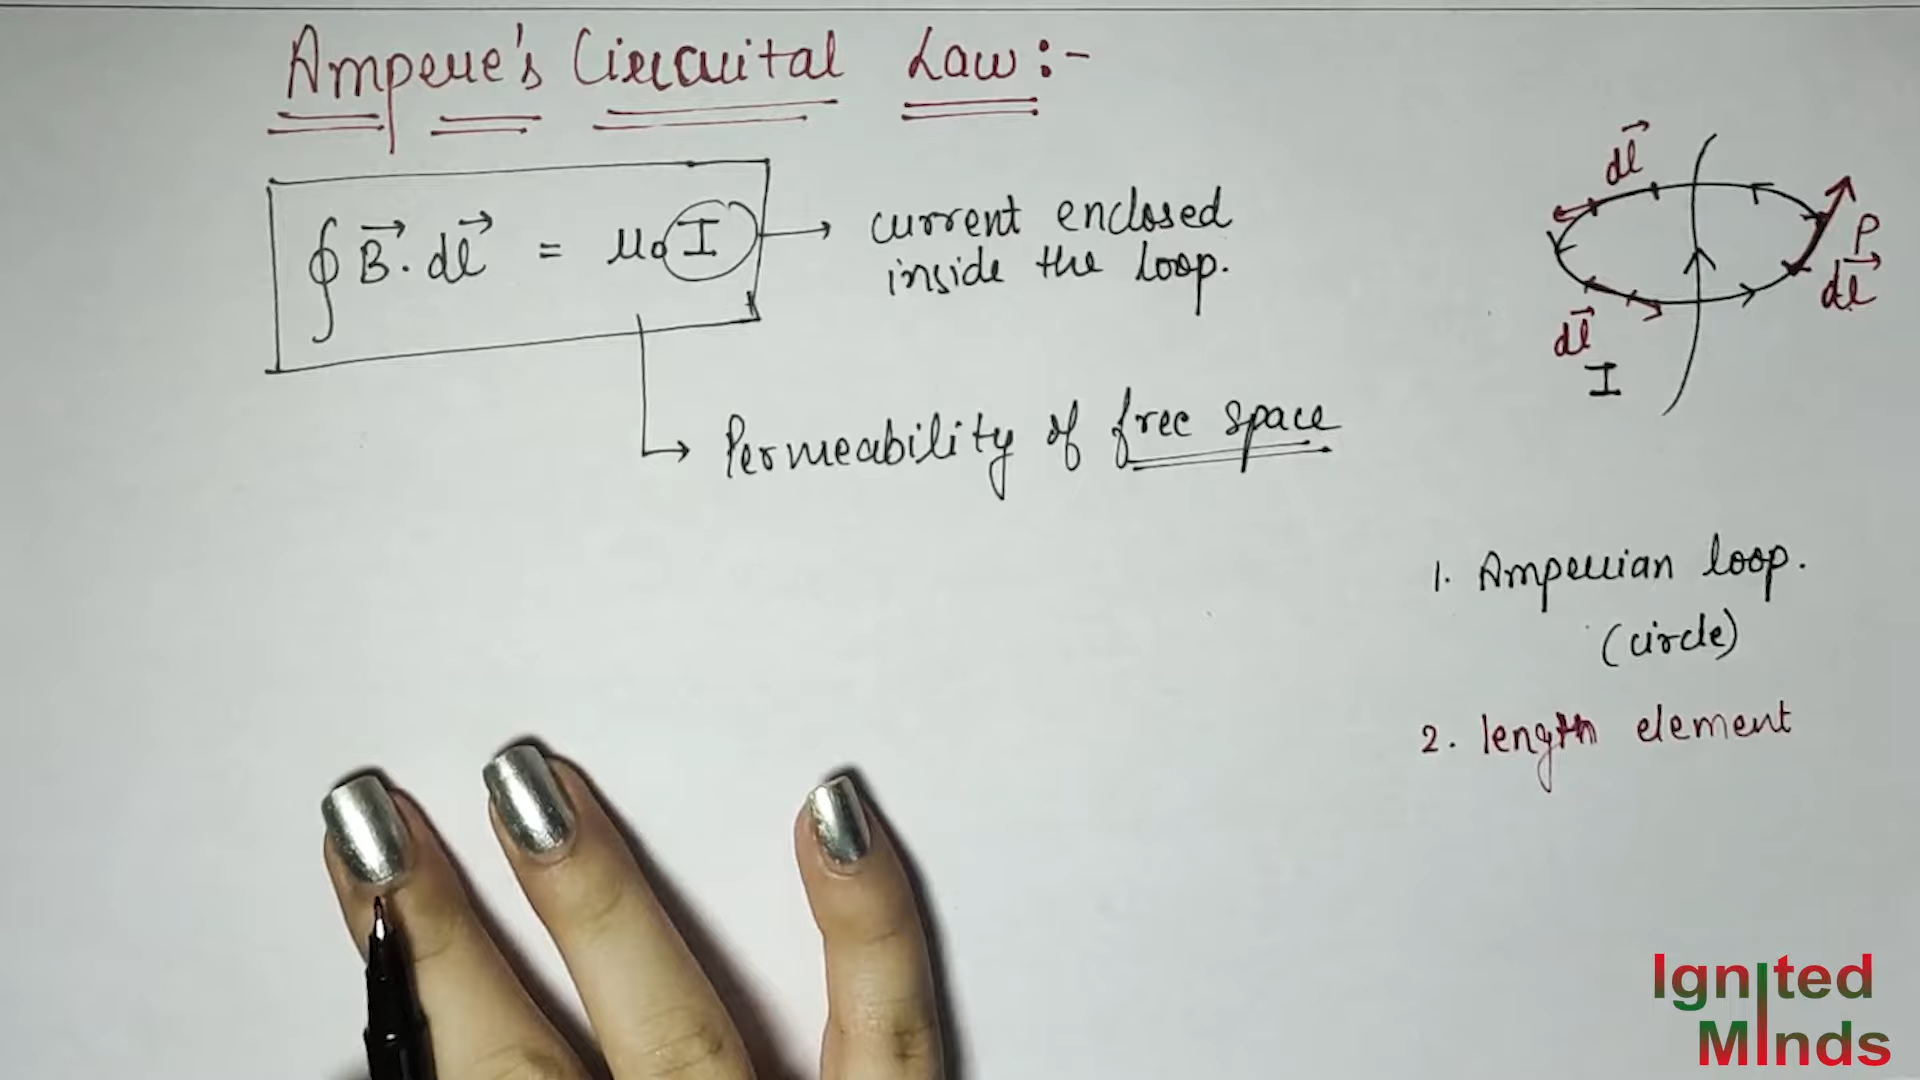 Ampere's Circuital Law:-
∮ B⃗ · dl⃗ = μ₀ I → current enclosed
inside the loop.
→ Permeability of free space
dl⃗
P
dl⃗
dl⃗
I
1. Amperian loop.
(circle)
2. length element
Ignited
Minds